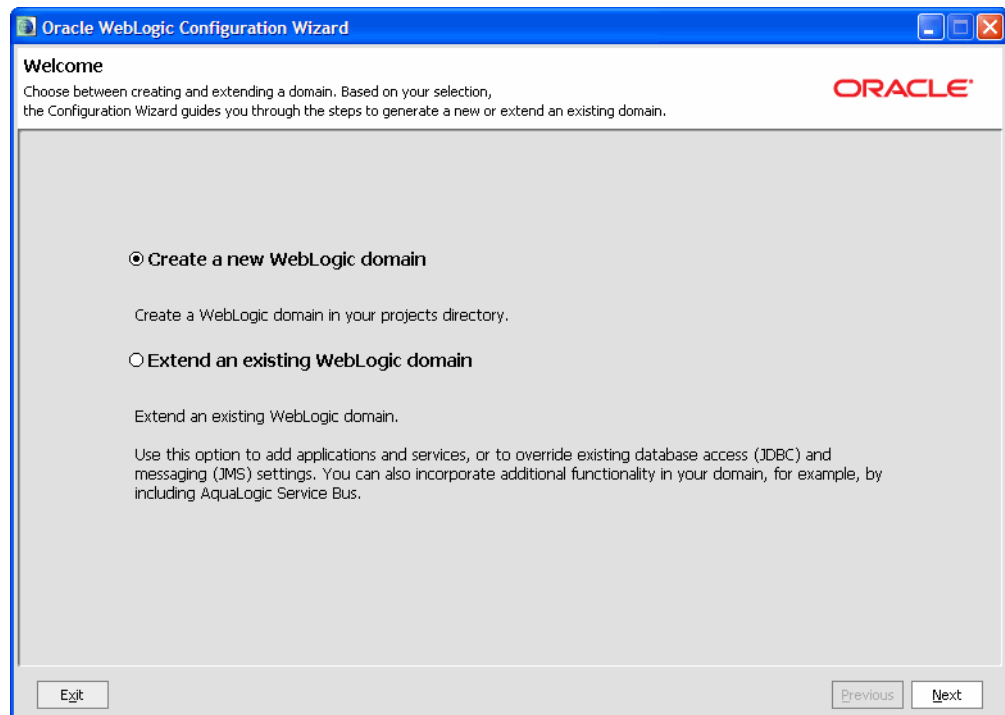 Oracle WebLogic Configuration Wizard
Welcome
Choose between creating and extending a domain. Based on your selection,
the Configuration Wizard guides you through the steps to generate a new or extend an existing domain.
ORACLE
Create a new WebLogic domain
Create a WebLogic domain in your projects directory.
Extend an existing WebLogic domain
Extend an existing WebLogic domain.
Use this option to add applications and services, or to override existing database access (JDBC) and
messaging (JMS) settings. You can also incorporate additional functionality in your domain, for example, by
including AquaLogic Service Bus.
Exit
Previous
Next